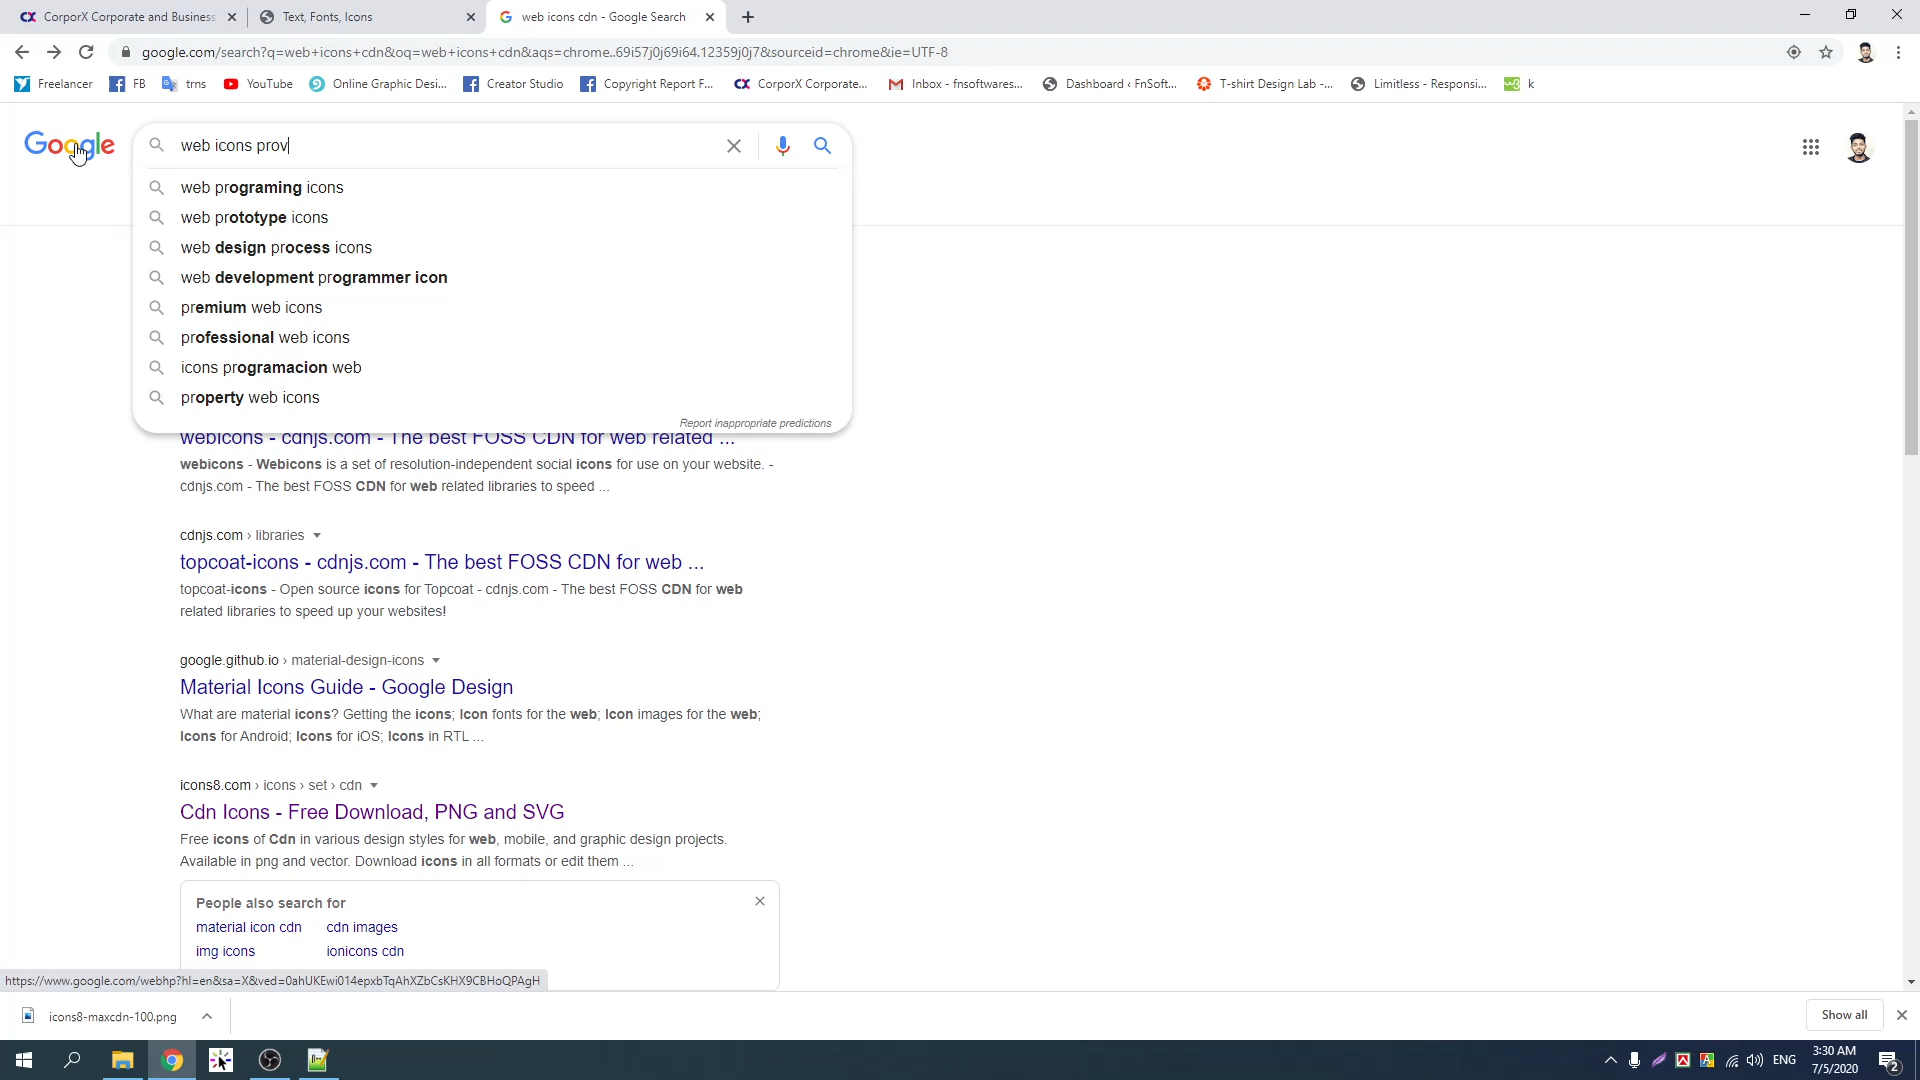 CorporX Corporate and Business
Text, Fonts, Icons
web icons cdn - Google Search
google.com/search?q=web+icons+cdn&oq=web+icons+cdn&aqs=chrome..69i57j0j69i64.12359j0j7&sourceid=chrome&ie=UTF-8
Freelancer
FB
trns
YouTube
Online Graphic Desi...
Creator Studio
Copyright Report F...
CorporX Corporate...
Inbox - fnsoftwares...
Dashboard ‹ FnSoft...
T-shirt Design Lab -...
Limitless - Responsi...
k
Google
web icons prov
web programing icons
web prototype icons
web design process icons
web development programmer icon
premium web icons
professional web icons
icons programacion web
property web icons
Report inappropriate predictions
webicons - cdnjs.com - The best FOSS CDN for web related ...
webicons - Webicons is a set of resolution-independent social icons for use on your website. -
cdnjs.com - The best FOSS CDN for web related libraries to speed ...
cdnjs.com › libraries
topcoat-icons - cdnjs.com - The best FOSS CDN for web ...
topcoat-icons - Open source icons for Topcoat - cdnjs.com - The best FOSS CDN for web
related libraries to speed up your websites!
google.github.io › material-design-icons
Material Icons Guide - Google Design
What are material icons? Getting the icons; Icon fonts for the web; Icon images for the web;
Icons for Android; Icons for iOS; Icons in RTL ...
icons8.com › icons › set › cdn
Cdn Icons - Free Download, PNG and SVG
Free icons of Cdn in various design styles for web, mobile, and graphic design projects.
Available in png and vector. Download icons in all formats or edit them ...
People also search for
material icon cdn
cdn images
img icons
ionicons cdn
https://www.google.com/webhp?hl=en&sa=X&ved=0ahUKEwi014epxbTqAhXZbCsKHX9CBHoQPAgH
icons8-maxcdn-100.png
Show all
ENG
3:30 AM
7/5/2020
2